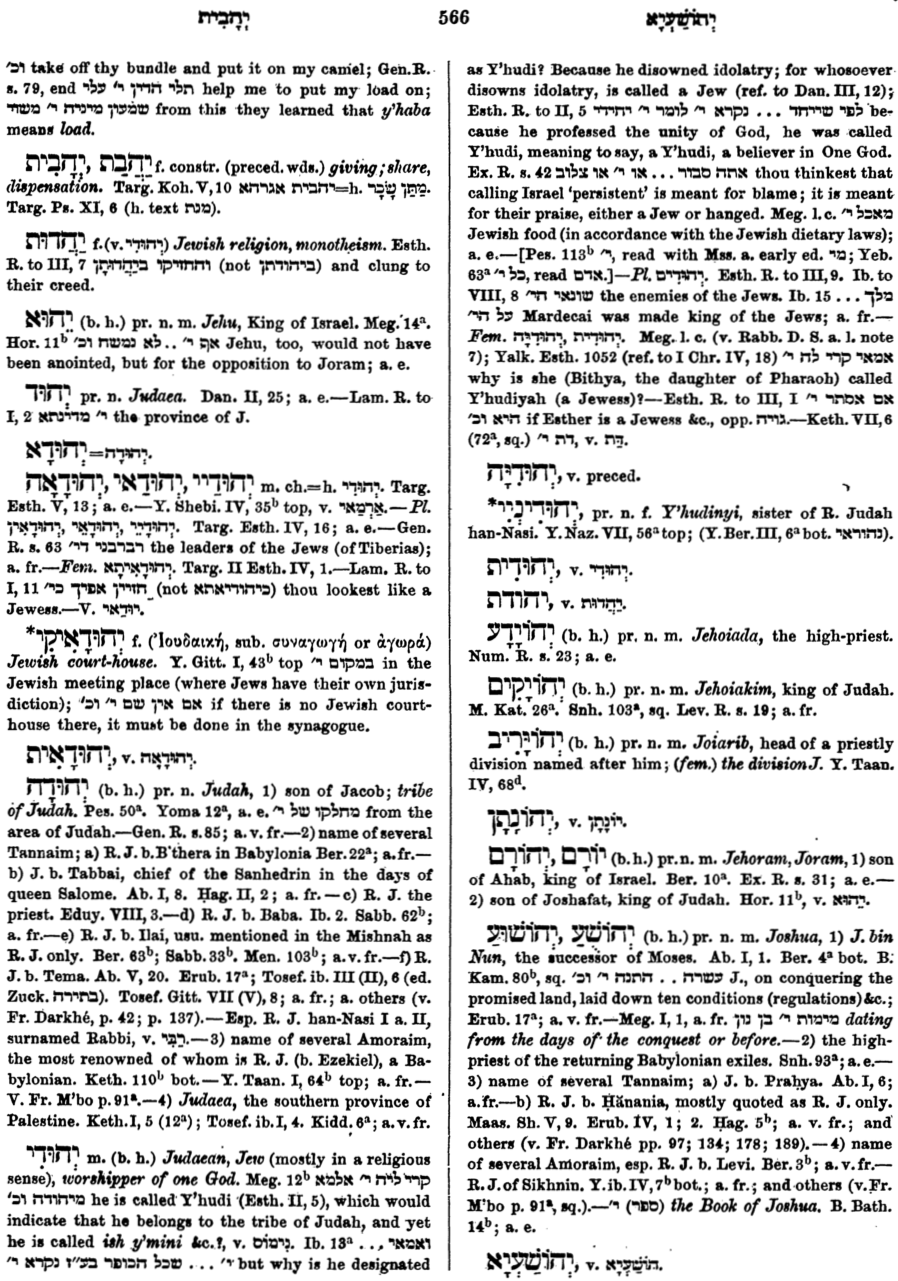 יְהָבִית 566 יְהוֹשַׁעְיָא
וכ׳ take off thy bundle and put it on my camel; Gen. R.
s. 79, end תלי הדין י׳ עלי help me to put my load on;
שמעון מיניה י׳ משוי from this they learned that y'haba
means load.
יְהָבִית, יַהֲבַת f. constr. (preced. wds.) giving; share,
dispensation. Targ. Koh. V, 10 יהבית אגרהא=h. מַתַּן שָׂכָר.
Targ. Ps. XI, 6 (h. text מנת).
יַהֲדוּת f. (v. יְהוּדִי) Jewish religion, monotheism. Esth.
R. to III, 7 והחזיקו ביהדותן (not ביהודתן) and clung to
their creed.
יֵהוּא (b. h.) pr. n. m. Jehu, King of Israel. Meg. 14a.
Hor. 11b אף י׳ .. לא נמשח וכ׳ Jehu, too, would not have
been anointed, but for the opposition to Joram; a. e.
יְהוּד pr. n. Judaea. Dan. II, 25; a. e.—Lam. R. to
I, 2 מדינתא י׳ the province of J.
יְהוּדָא=יְהוּדָה.
יְהוּדָאָה, יְהוּדַאי, יְהוּדַיי m. ch.=h. יְהוּדִי. Targ.
Esth. V, 13; a. e.—Y. Shebi. IV, 35b top, v. אֲרַמַּאי.—Pl.
יְהוּדָאִין, יְהוּדָאֵי, יְהוּדָיֵי. Targ. Esth. IV, 16; a. e.—Gen.
R. s. 63 רברבני די׳ the leaders of the Jews (of Tiberias);
a. fr.—Fem. יְהוּדָאִיתָא. Targ. II Esth. IV, 1.—Lam. R. to
I, 11 חזיין אפיך כי׳ (not כיהודיאתא) thou lookest like a
Jewess.—V. יוּדַאי.
*יְהוּדָאִיקִי f. (Ἰουδαική, sub. συναγωγή or ἀγωρά)
Jewish court-house. Y. Gitt. I, 43b top במקום י׳ in the
Jewish meeting place (where Jews have their own juris-
diction); אם אין שם י׳ וכ׳ if there is no Jewish court-
house there, it must be done in the synagogue.
יְהוּדָאִית, v. יְהוּדָאָה.
יְהוּדָה (b. h.) pr. n. Judah, 1) son of Jacob; tribe
of Judah. Pes. 50a. Yoma 12a, a. e. מחלקו של י׳ from the
area of Judah.—Gen. R. s. 85; a. v. fr.—2) name of several
Tannaim; a) R. J. b. B'thera in Babylonia Ber. 22a; a. fr.—
b) J. b. Tabbai, chief of the Sanhedrin in the days of
queen Salome. Ab. I, 8. Ḥag. II, 2; a. fr.—c) R. J. the
priest. Eduy. VIII, 3.—d) R. J. b. Baba. Ib. 2. Sabb. 62b;
a. fr.—e) R. J. b. Ilai, usu. mentioned in the Mishnah as
R. J. only. Ber. 63b; Sabb. 33b. Men. 103b; a. v. fr.—f) R.
J. b. Tema. Ab. V, 20. Erub. 17a; Tosef. ib. III (II), 6 (ed.
Zuck. בתירה). Tosef. Gitt. VII (V), 8; a. fr.; a. others (v.
Fr. Darkhé, p. 42; p. 137).—Esp. R. J. han-Nasi I a. II,
surnamed Rabbi, v. רַבִּי.—3) name of several Amoraim,
the most renowned of whom is R. J. (b. Ezekiel), a Ba-
bylonian. Keth. 110b bot.—Y. Taan. I, 64b top; a. fr.—
V. Fr. M'bo p. 91a.—4) Judaea, the southern province of
Palestine. Keth. I, 5 (12a); Tosef. ib. I, 4. Kidd. 6a; a. v. fr.
יְהוּדִי m. (b. h.) Judaean, Jew (mostly in a religious
sense), worshipper of one God. Meg. 12b קרי ליה י׳ אלמא
מיהודה וכ׳ he is called Y'hudi (Esth. II, 5), which would
indicate that he belongs to the tribe of Judah, and yet
he is called ish y'mini &c.?, v. נִימוֹס. Ib. 13a ואמאי ..
י׳ ... שכל הכופר בע״ז נקרא י׳ but why is he designated
as Y'hudi? Because he disowned idolatry; for whosoever
disowns idolatry, is called a Jew (ref. to Dan. III, 12);
Esth. R. to II, 5 לפי שייחד ... נקרא י׳ לומר י׳ יחידי be-
cause he professed the unity of God, he was called
Y'hudi, meaning to say, a Y'hudi, a believer in One God.
Ex. R. s. 42 אתה סבור ... או י׳ או צלוב thou thinkest that
calling Israel 'persistent' is meant for blame; it is meant
for their praise, either a Jew or hanged. Meg. l. c. מאכל י׳
Jewish food (in accordance with the Jewish dietary laws);
a. e.—[Pes. 113b י׳, read with Mss. a. early ed. מי; Yeb.
63a כל י׳, read אדם.]—Pl. יְהוּדִים. Esth. R. to III, 9. Ib. to
VIII, 8 שונאי הי׳ the enemies of the Jews. Ib. 15 מלך ...
על הי׳ Mardecai was made king of the Jews; a. fr.—
Fem. יְהוּדִית, יְהוּדִיָּה. Meg. l. c. (v. Rabb. D. S. a. l. note
7); Yalk. Esth. 1052 (ref. to I Chr. IV, 18) אמאי קרי לה י׳
why is she (Bithya, the daughter of Pharaoh) called
Y'hudiyah (a Jewess)?—Esth. R. to III, I אם אסתר י׳
היא וכ׳ if Esther is a Jewess &c., opp. גויה.—Keth. VII, 6
(72a, sq.) דת י׳, v. דַּת.
יְהוּדִיָּה, v. preced.
*יְהוּדִינְיִי, pr. n. f. Y'hudinyi, sister of R. Judah
han-Nasi. Y. Naz. VII, 56a top; (Y. Ber. III, 6a bot. נהוראי).
יְהוּדִית, v. יְהוּדִי.
יהודת, v. יַהֲדוּת.
יְהוֹיָדָע (b. h.) pr. n. m. Jehoiada, the high-priest.
Num. R. s. 23; a. e.
יְהוֹיָקִים (b. h.) pr. n. m. Jehoiakim, king of Judah.
M. Kat. 26a. Snh. 103a, sq. Lev. R. s. 19; a. fr.
יְהוֹיָרִיב (b. h.) pr. n. m. Joiarib, head of a priestly
division named after him; (fem.) the division J. Y. Taan.
IV, 68d.
יְהוֹנָתָן, v. יוֹנָתָן.
יְהוֹרָם, יוֹרָם (b. h.) pr. n. m. Jehoram, Joram, 1) son
of Ahab, king of Israel. Ber. 10a. Ex. R. s. 31; a. e.—
2) son of Joshafat, king of Judah. Hor. 11b, v. יֵהוּא.
יְהוֹשֻׁעַ, יְהוֹשׁוּעַ (b. h.) pr. n. m. Joshua, 1) J. bin
Nun, the successor of Moses. Ab. I, 1. Ber. 4a bot. B.
Kam. 80b, sq. עשרה .. התנה י׳ וכ׳ J., on conquering the
promised land, laid down ten conditions (regulations) &c.;
Erub. 17a; a. v. fr.—Meg. I, 1, a. fr. מימות י׳ בן נון dating
from the days of the conquest or before.—2) the high-
priest of the returning Babylonian exiles. Snh. 93a; a. e.—
3) name of several Tannaim; a) J. b. Praḥya. Ab. I, 6;
a. fr.—b) R. J. b. Ḥănania, mostly quoted as R. J. only.
Maas. Sh. V, 9. Erub. IV, 1; 2. Ḥag. 5b; a. v. fr.; and
others (v. Fr. Darkhé pp. 97; 134; 178; 189).—4) name
of several Amoraim, esp. R. J. b. Levi. Ber. 3b; a. v. fr.—
R. J. of Sikhnin. Y. ib. IV, 7b bot.; a. fr.; and others (v. Fr.
M'bo p. 91a, sq.).—י׳ (ספר) the Book of Joshua. B. Bath.
14b; a. e.
יְהוֹשַׁעְיָא, v. הוֹשַׁעְיָא.